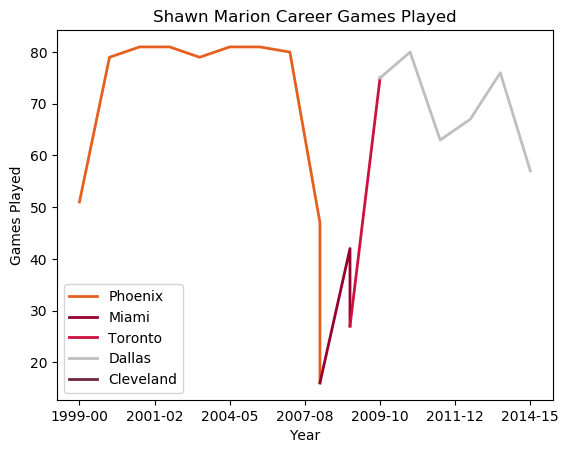 Shawn Marion Career Games Played
Games Played
80
70
60
50
40
30
20
Phoenix
Miami
Toronto
Dallas
Cleveland
1999-00 2001-02 2004-05 2007-08 2009-10 2011-12 2014-15
Year